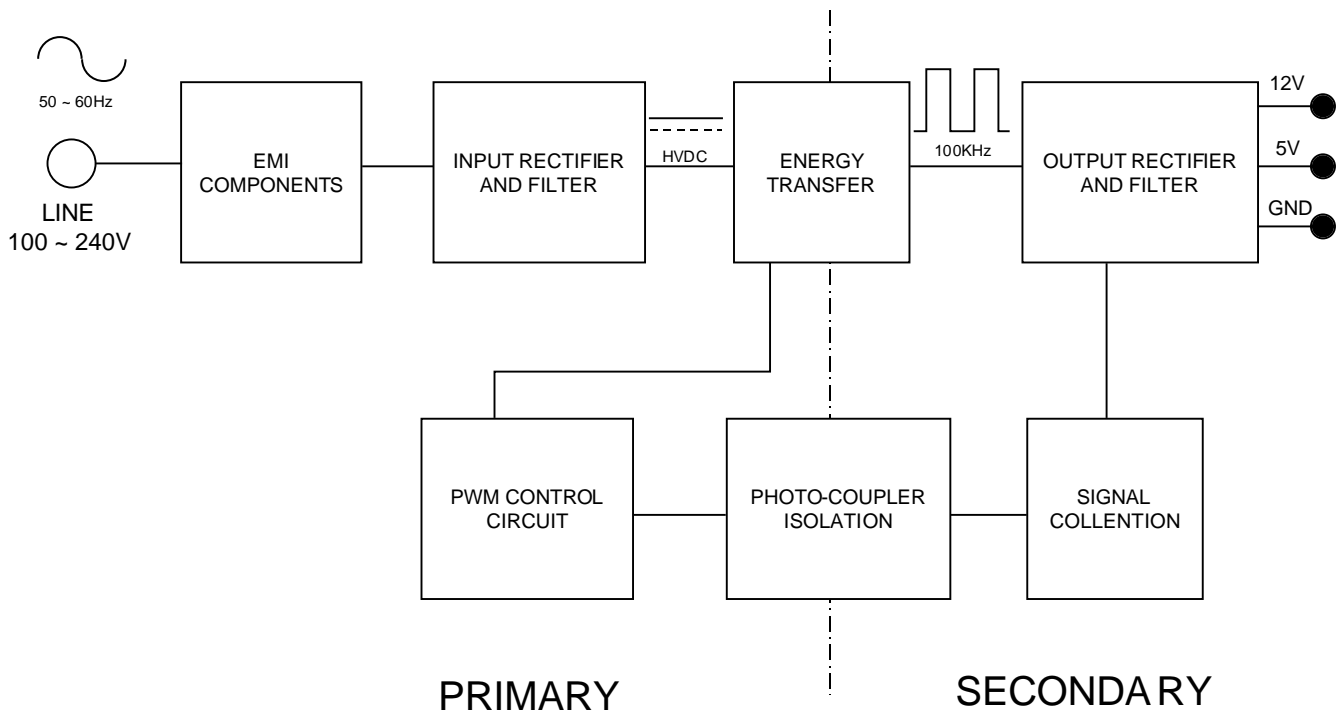 50 ~ 60Hz
LINE
100 ~ 240V
EMI
COMPONENTS
INPUT RECTIFIER
AND FILTER
HVDC
ENERGY
TRANSFER
100KHz
OUTPUT RECTIFIER
AND FILTER
12V
5V
GND
PWM CONTROL
CIRCUIT
PHOTO-COUPLER
ISOLATION
SIGNAL
COLLENTION
PRIMARY
SECONDARY